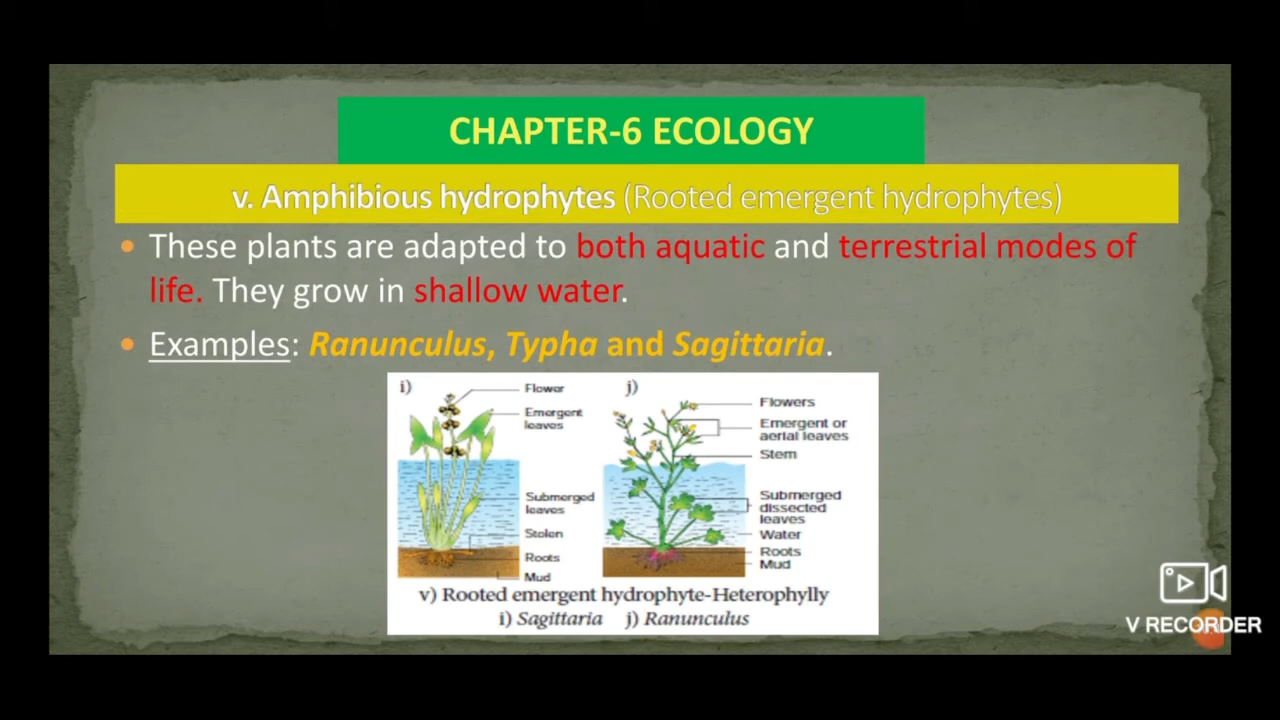 CHAPTER-6 ECOLOGY
v. Amphibious hydrophytes (Rooted emergent hydrophytes)
• These plants are adapted to both aquatic and terrestrial modes of
life. They grow in shallow water.
• Examples: Ranunculus, Typha and Sagittaria.
i)
Flower
Emergent
leaves
Submerged
leaves
Stolen
Roots
Mud
j)
Flowers
Emergent or
aerial leaves
Stem
Submerged
dissected
leaves
Water
Roots
Mud
v) Rooted emergent hydrophyte-Heterophylly
i) Sagittaria j) Ranunculus
V RECORDER